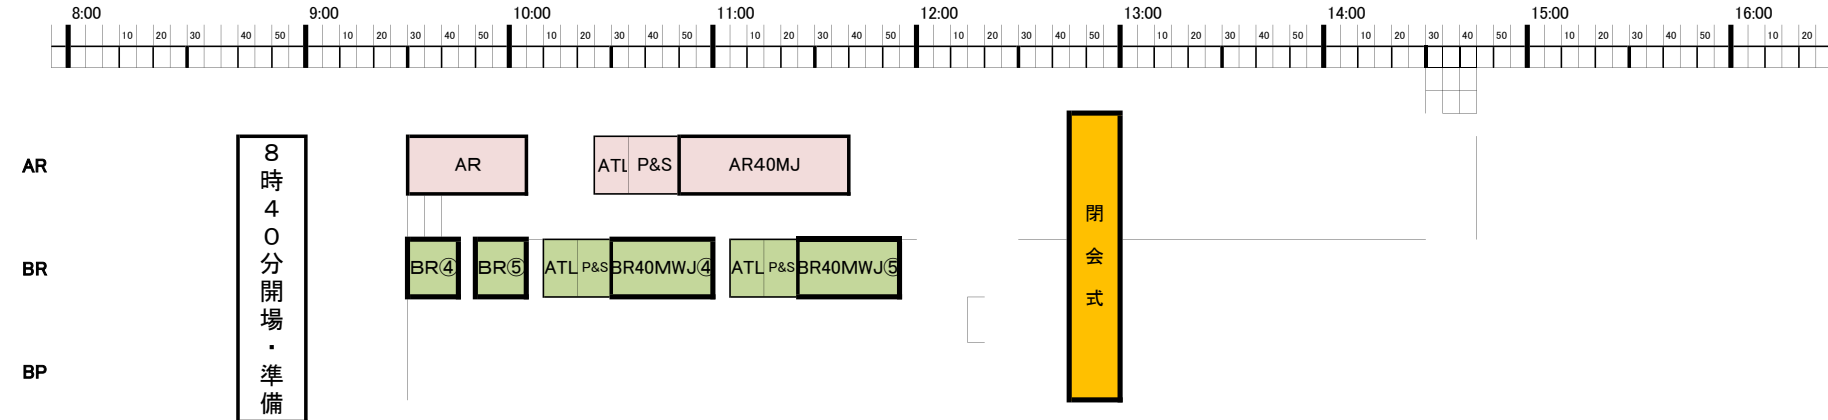 8:00 9:00 10:00 11:00 12:00 13:00 14:00 15:00 16:00
10 20 30 40 50 10 20 30 40 50 10 20 30 40 50 10 20 30 40 50 10 20 30 40 50 10 20 30 40 50 10 20 30 40 50 10 20 30 40 50 10 20
8時40分開場・準備
閉会式
AR AR ATL P&S AR40MJ
BR BR④ BR⑤ ATL P&S BR40MWJ④ ATL P&S BR40MWJ⑤
BP